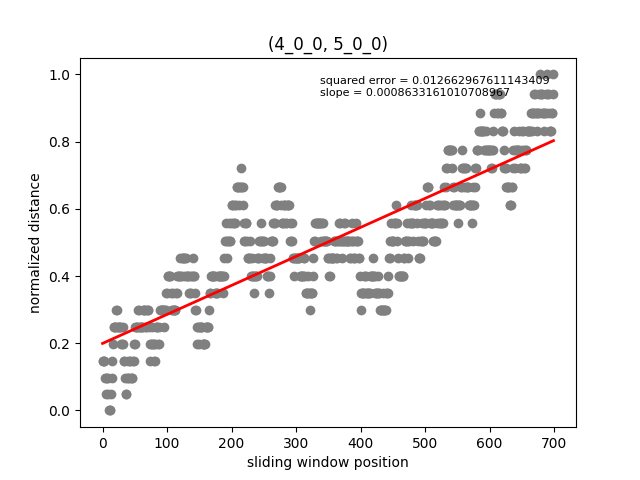 (4_0_0, 5_0_0)
squared error = 0.012662967611143409
slope = 0.0008633161010708967
normalized distance
1.0
0.8
0.6
0.4
0.2
0.0
0 100 200 300 400 500 600 700
sliding window position